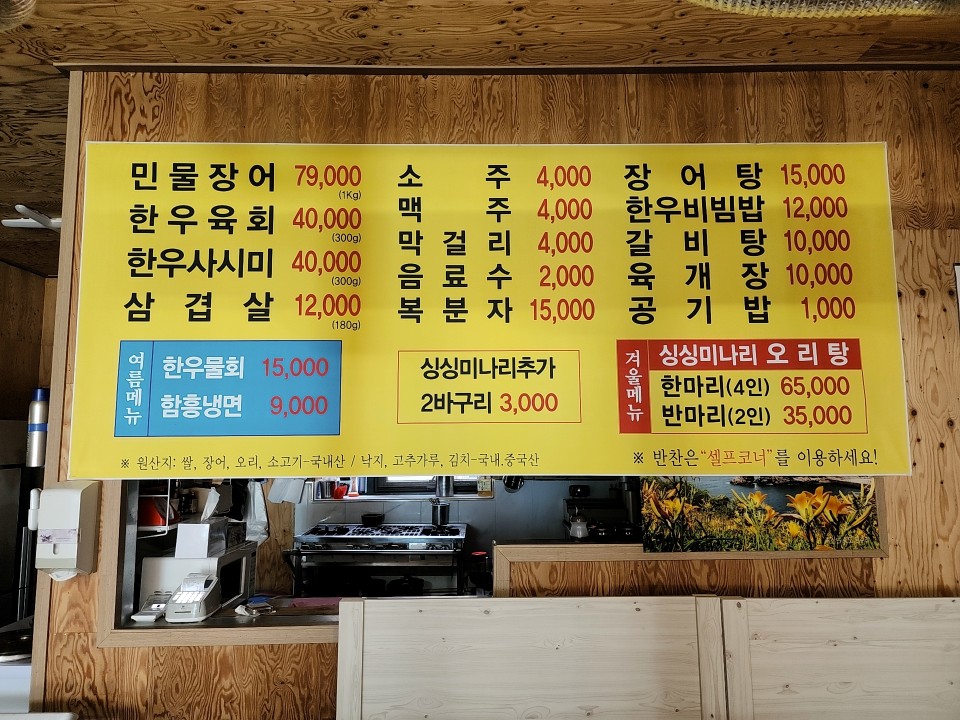 민물장어 79,000
(1Kg)
한우육회 40,000
(300g)
한우사시미 40,000
(300g)
삼겹살 12,000
(180g)
소주 4,000
맥주 4,000
막걸리 4,000
음료수 2,000
복분자 15,000
장어탕 15,000
한우비빔밥 12,000
갈비탕 10,000
육개장 10,000
공기밥 1,000
여름메뉴
한우물회 15,000
함흥냉면 9,000
싱싱미나리추가
2바구리 3,000
겨울메뉴
싱싱미나리 오리탕
한마리(4인) 65,000
반마리(2인) 35,000
※ 원산지: 쌀, 장어, 오리, 소고기-국내산 / 낙지, 고추가루, 김치-국내.중국산
※ 반찬은"셀프코너"를 이용하세요!